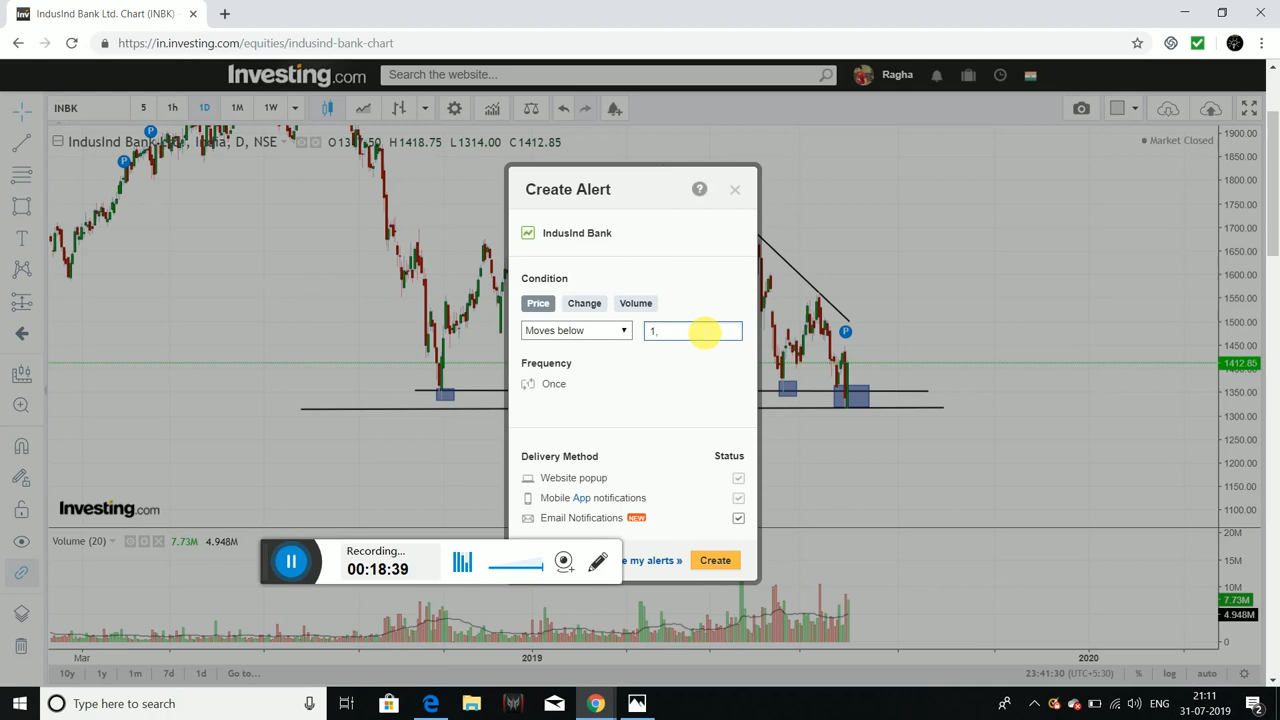 IndusInd Bank Ltd. Chart (INBK)
https://in.investing.com/equities/indusind-bank-chart
Investing.com
Search the website...
Ragha
INBK
5
1h
1D
1M
1W
IndusInd Bank Ltd., India, D, NSE
H1418.75 L1314.00 C1412.85
Market Closed
1900.00
1850.00
1800.00
1750.00
1700.00
1650.00
1600.00
1550.00
1500.00
1450.00
1412.85
1350.00
1300.00
1250.00
1200.00
1150.00
1100.00
P
P
P
Create Alert
?
IndusInd Bank
Condition
Price
Change
Volume
Moves below
1,
Frequency
Once
Delivery Method
Status
Website popup
Mobile App notifications
Email Notifications NEW
e my alerts »
Create
Investing.com
Volume (20)
7.73M
4.948M
20M
15M
10M
7.73M
4.948M
0
Recording...
00:18:39
Mar
2019
2020
10y
1y
1m
7d
1d
Go to...
23:41:30 (UTC+5:30)
%
log
auto
Type here to search
ENG
21:11
31-07-2019
2